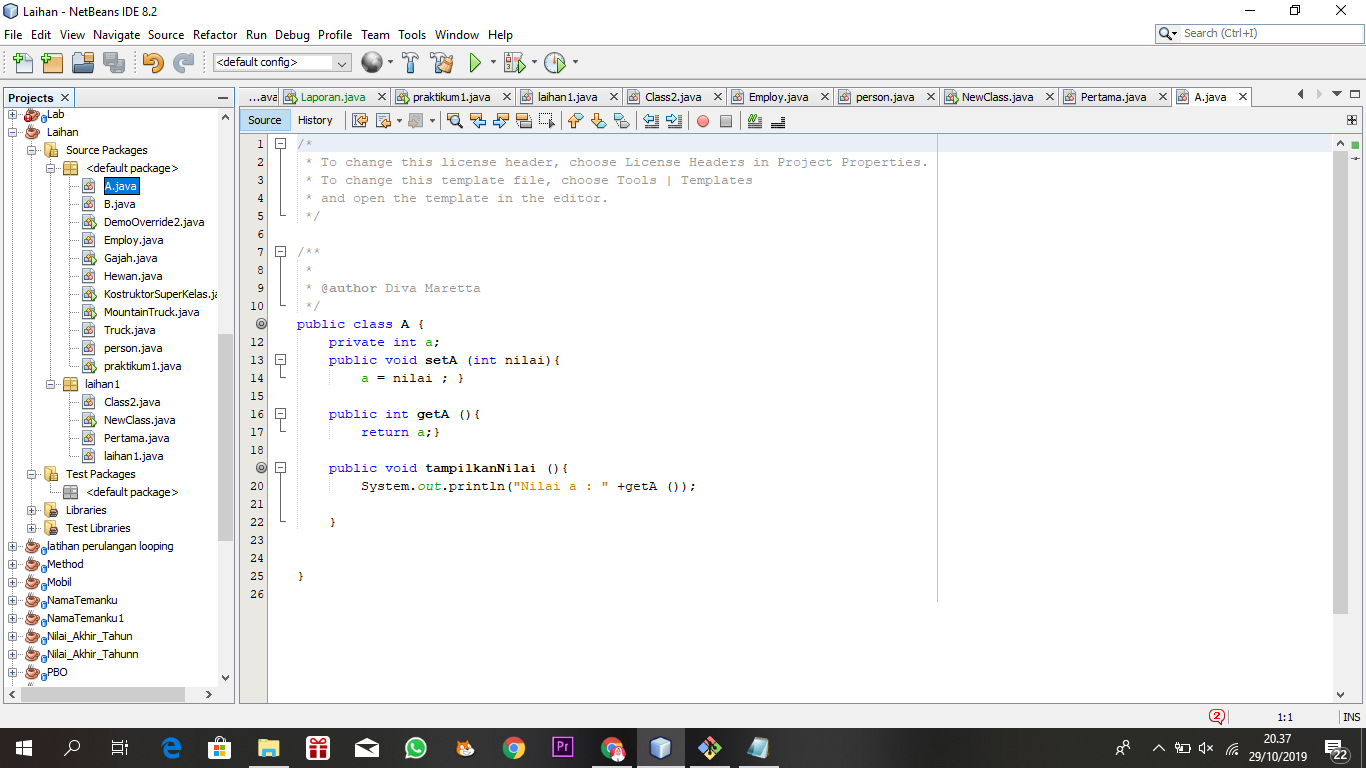 Laihan - NetBeans IDE 8.2
File Edit View Navigate Source Refactor Run Debug Profile Team Tools Window Help
Search (Ctrl+I)
<default config>
Projects
...ava Laporan.java praktikum1.java laihan1.java Class2.java Employ.java person.java NewClass.java Pertama.java A.java
Source History
Lab
Laihan
Source Packages
<default package>
A.java
B.java
DemoOverride2.java
Employ.java
Gajah.java
Hewan.java
KostruktorSuperKelas.ja
MountainTruck.java
Truck.java
person.java
praktikum1.java
laihan1
Class2.java
NewClass.java
Pertama.java
laihan1.java
Test Packages
<default package>
Libraries
Test Libraries
latihan perulangan looping
Method
Mobil
NamaTemanku
NamaTemanku1
Nilai_Akhir_Tahun
Nilai_Akhir_Tahunn
PBO
1 /*
2 * To change this license header, choose License Headers in Project Properties.
3 * To change this template file, choose Tools | Templates
4 * and open the template in the editor.
5 */
6
7 /**
8 *
9 * @author Diva Maretta
10 */
public class A {
12 private int a;
13 public void setA (int nilai){
14 a = nilai ; }
15
16 public int getA (){
17 return a;}
18
public void tampilkanNilai (){
20 System.out.println("Nilai a : " +getA ());
21
22 }
23
24
25 }
26
2
1:1 INS
Pr
20.37
29/10/2019
22